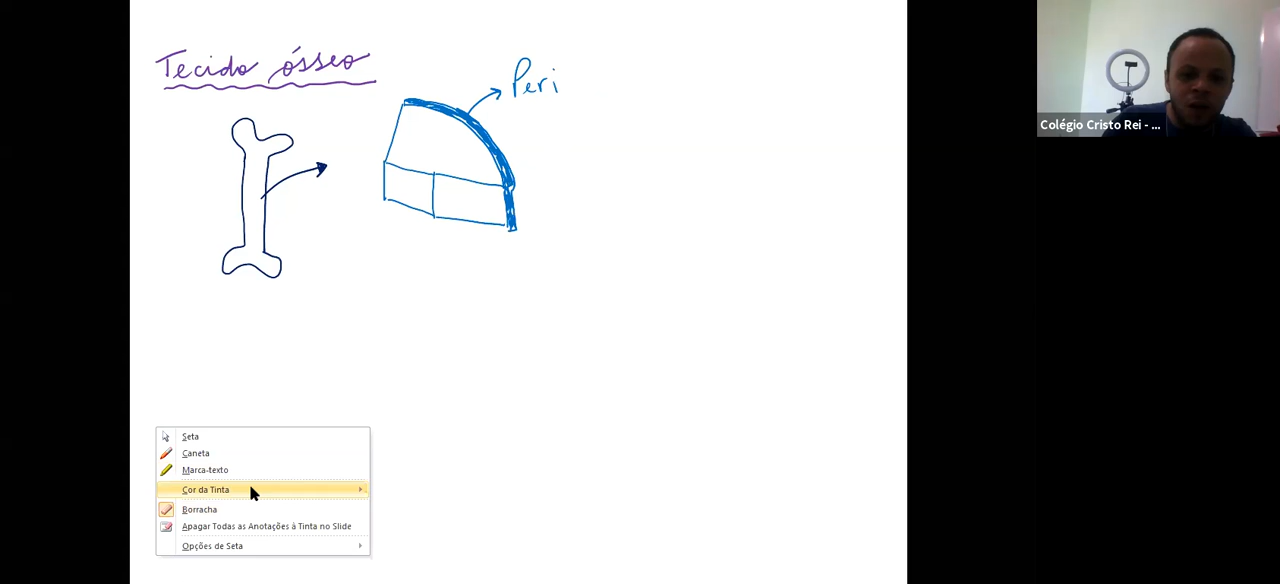 Tecido ósseo
Peri
Colégio Cristo Rei - ...
Seta
Caneta
Marca-texto
Cor da Tinta
Borracha
Apagar Todas as Anotações à Tinta no Slide
Opções de Seta